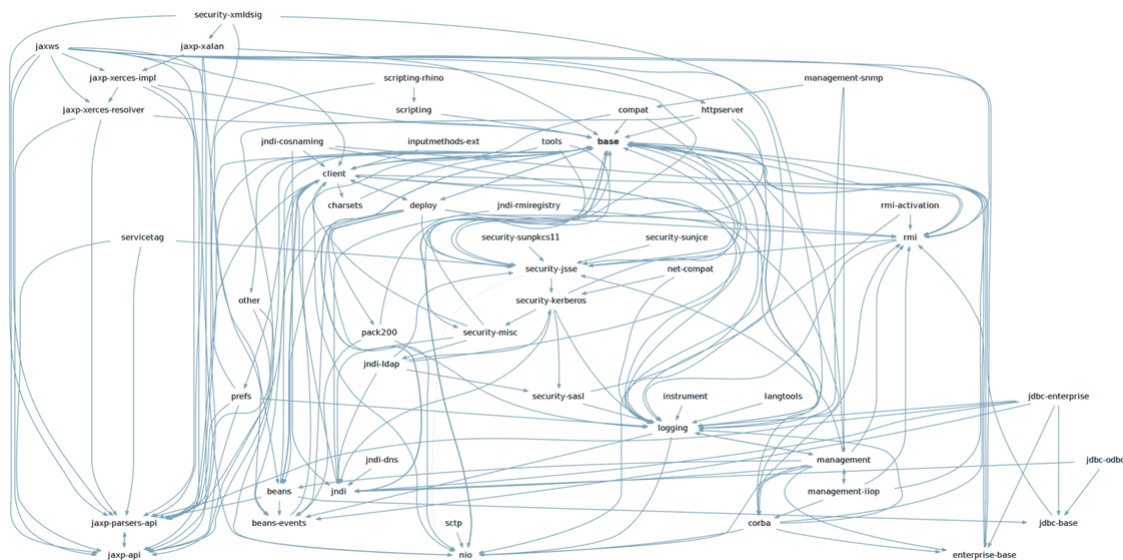 security-xmldsig
jaxws
jaxp-xalan
jaxp-xerces-impl
scripting-rhino
management-snmp
jaxp-xerces-resolver
scripting
compat
httpserver
jndi-cosnaming
inputmethods-ext
tools
base
client
charsets
deploy
jndi-rmiregistry
rmi-activation
servicetag
security-sunpkcs11
security-sunjce
rmi
security-jsse
net-compat
other
security-kerberos
pack200
security-misc
jndi-ldap
prefs
security-sasl
instrument
langtools
jdbc-enterprise
logging
jndi-dns
management
jdbc-odbc
beans
jndi
management-iiop
jaxp-parsers-api
beans-events
sctp
corba
jdbc-base
jaxp-api
nio
enterprise-base